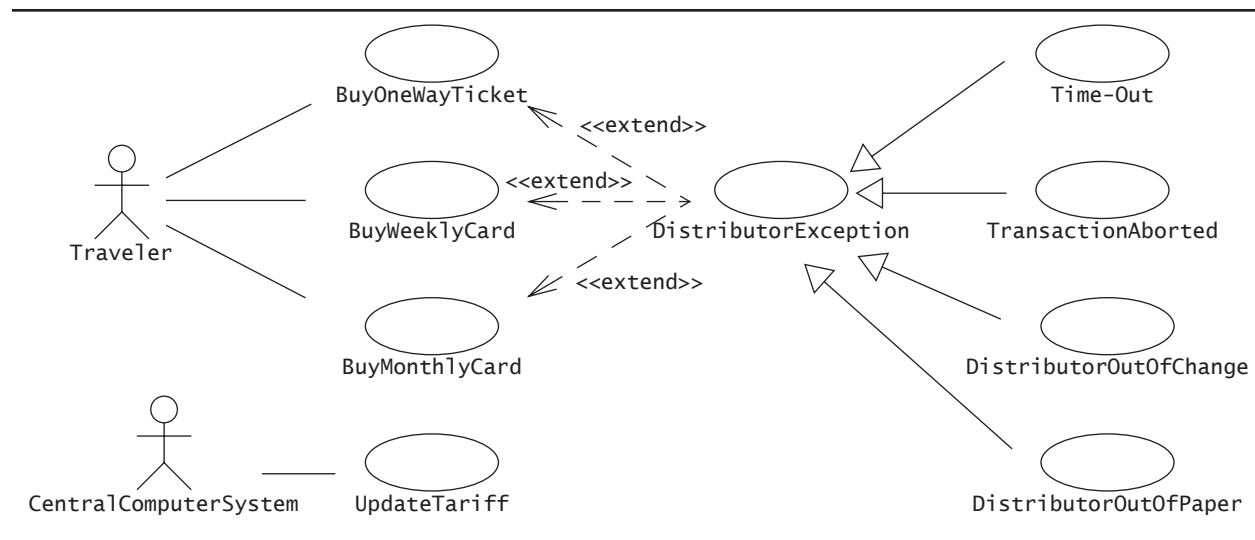 BuyOneWayTicket
Time-Out
<<extend>>
<<extend>>
Traveler
BuyWeeklyCard
DistributorException
TransactionAborted
<<extend>>
BuyMonthlyCard
DistributorOutOfChange
CentralComputerSystem
UpdateTariff
DistributorOutOfPaper